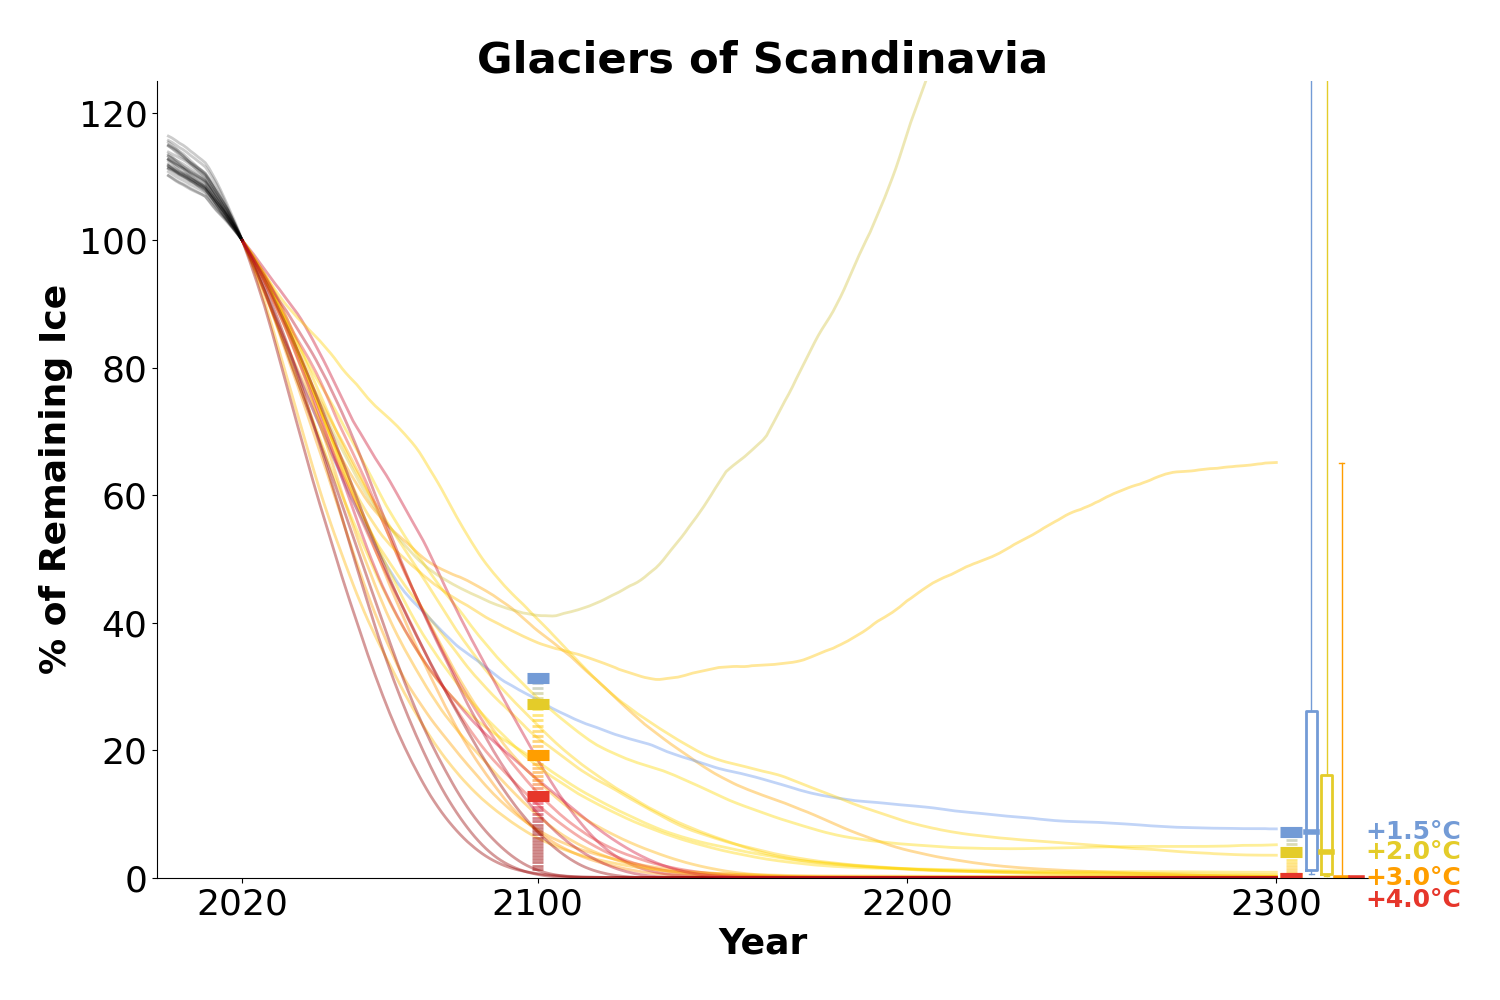 Glaciers of Scandinavia
% of Remaining Ice
120
100
80
60
40
20
0
2020
2100
2200
2300
Year
+1.5°C
+2.0°C
+3.0°C
+4.0°C